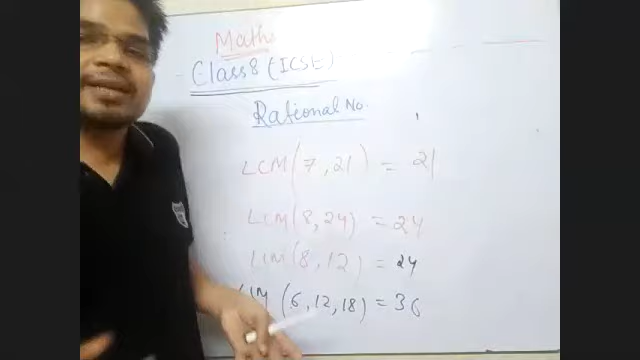 Maths
Class 8 (ICSE)
Rational No.
LCM (7, 21) = 21
LCM (8, 24) = 24
LCM (8, 12) = 24
LCM (6, 12, 18) = 36